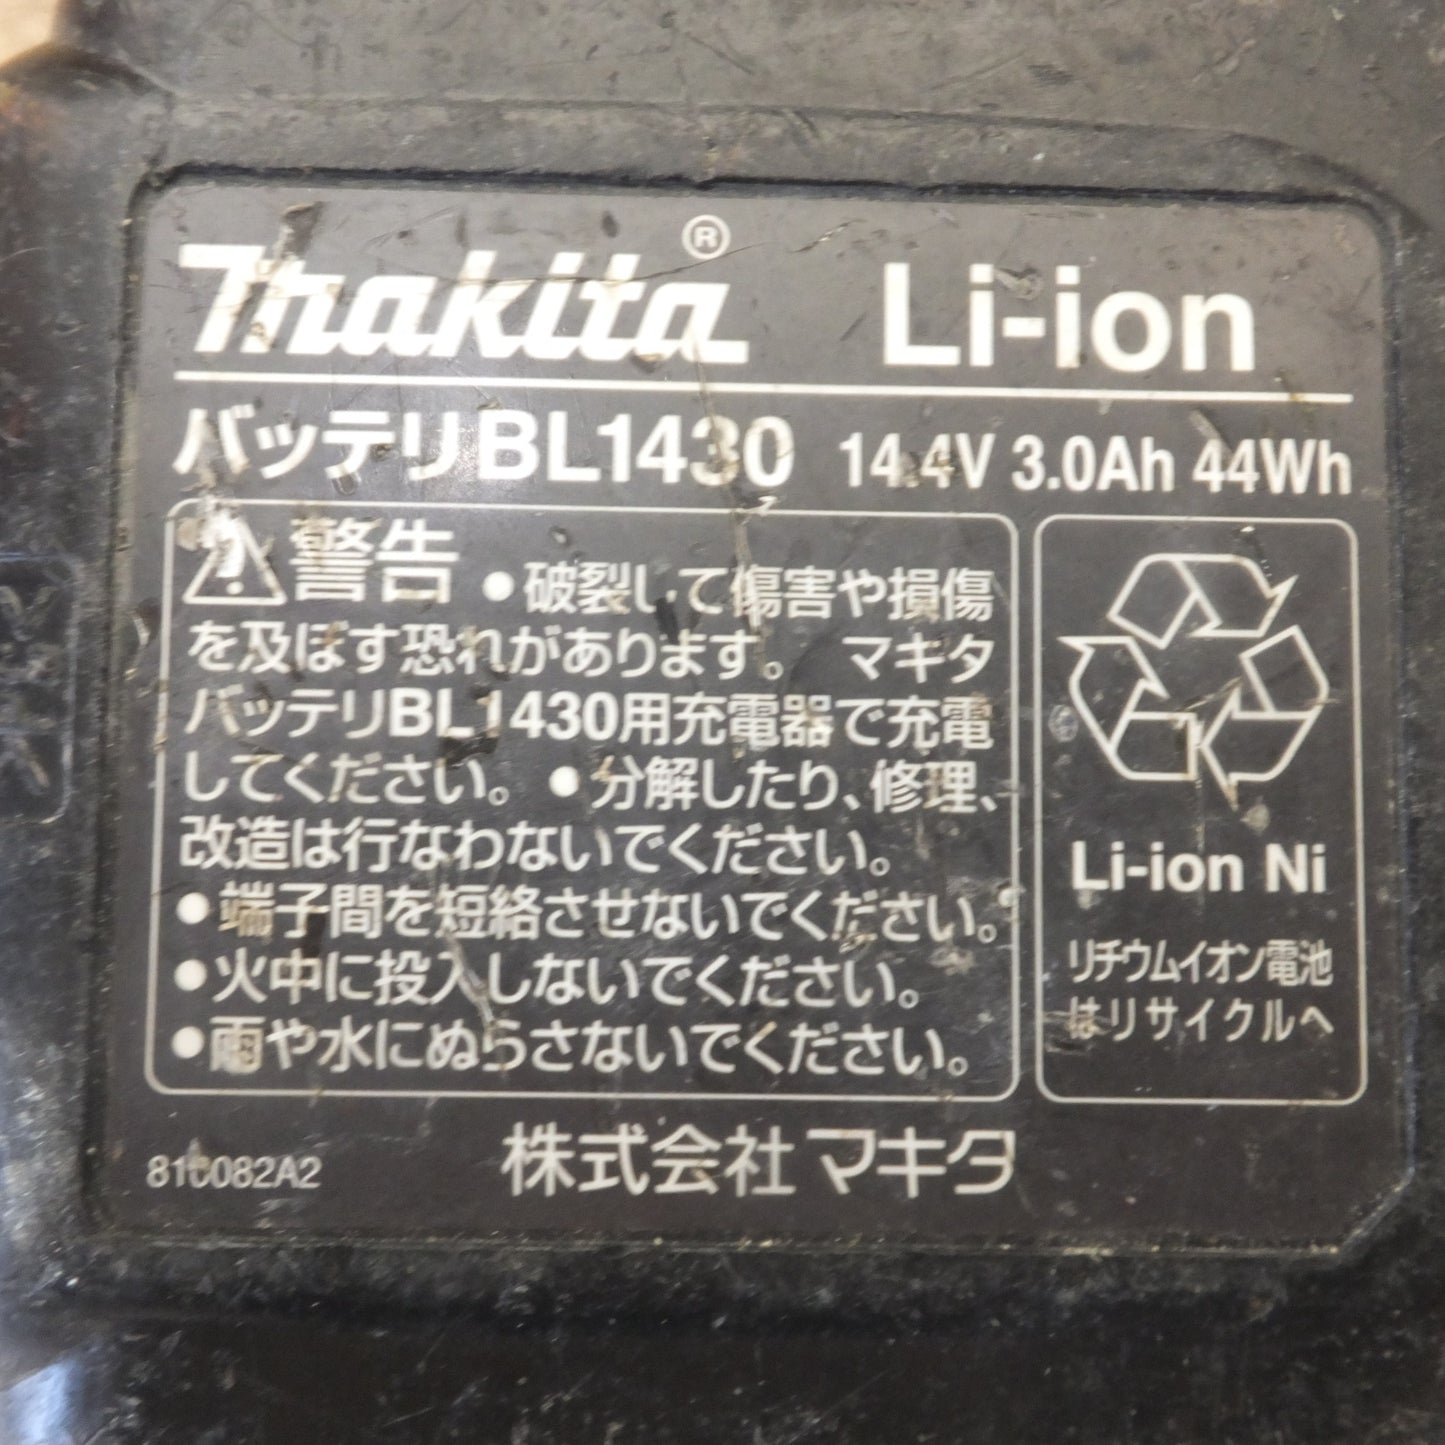 makita® Li-ion
バッテリBL1430 14.4V 3.0Ah 44Wh
警告 ●破裂して傷害や損傷
を及ぼす恐れがあります。 マキタ
バッテリBL1430用充電器で充電
してください。 ●分解したり、修理、
改造は行なわないでください。
●端子間を短絡させないでください。
●火中に投入しないでください。
●雨や水にぬらさないでください。
Li-ion Ni
リチウムイオン電池
はリサイクルへ
株式会社マキタ